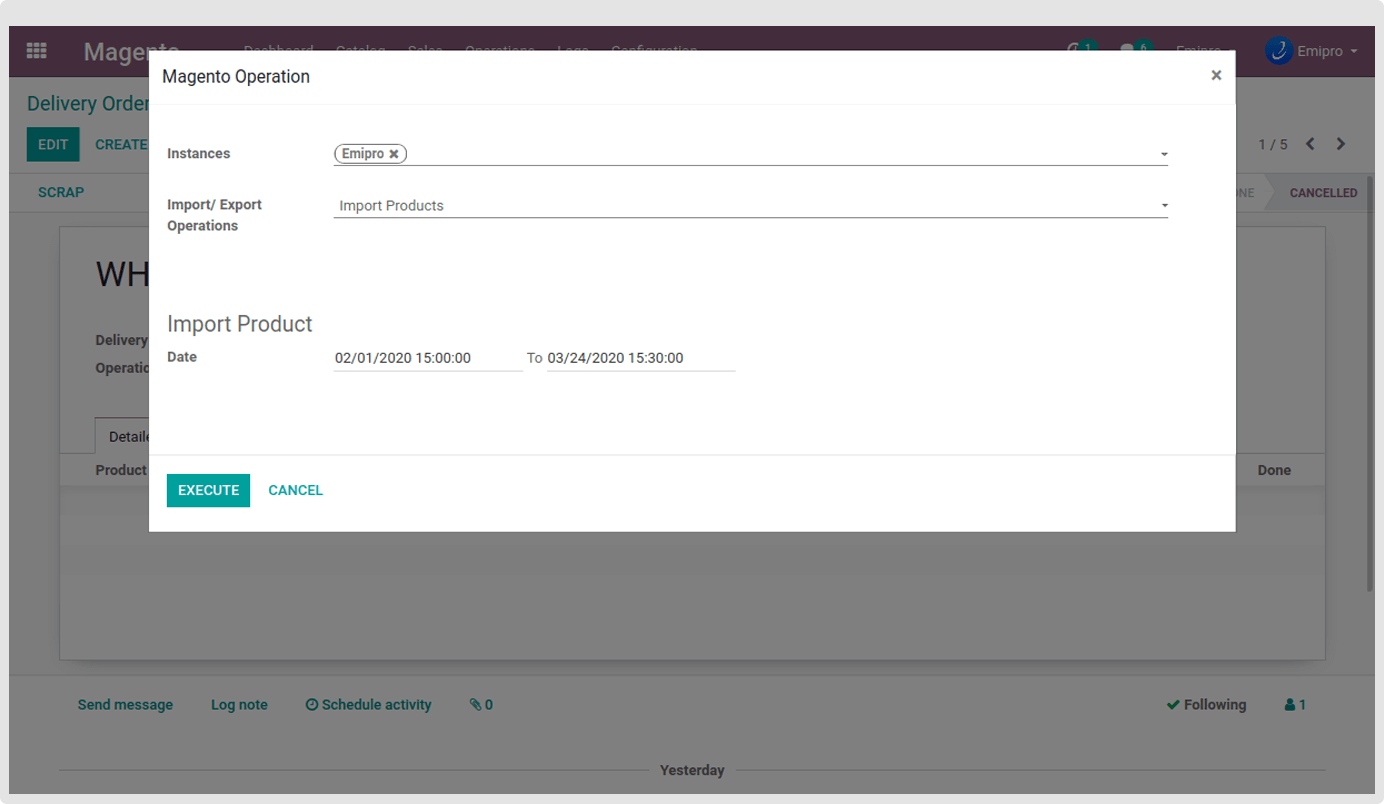 Magento
Dashboard Catalog Sales Operations Logs Configuration
1 6 Emipro Emipro
Magento Operation
Delivery Order
EDIT CREATE
1 / 5
Instances Emipro
SCRAP
CANCELLED
Import/ Export
Operations
Import Products
WH
Import Product
Delivery
Date 02/01/2020 15:00:00 To 03/24/2020 15:30:00
Product
Done
EXECUTE CANCEL
Send message Log note Schedule activity 0
Following 1
Yesterday